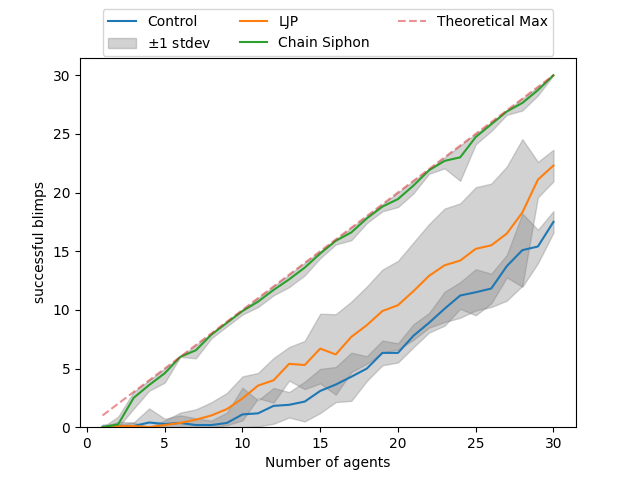 Control LJP Theoretical Max
±1 stdev Chain Siphon
30
25
20
15
10
5
0
successful blimps
0 5 10 15 20 25 30
Number of agents